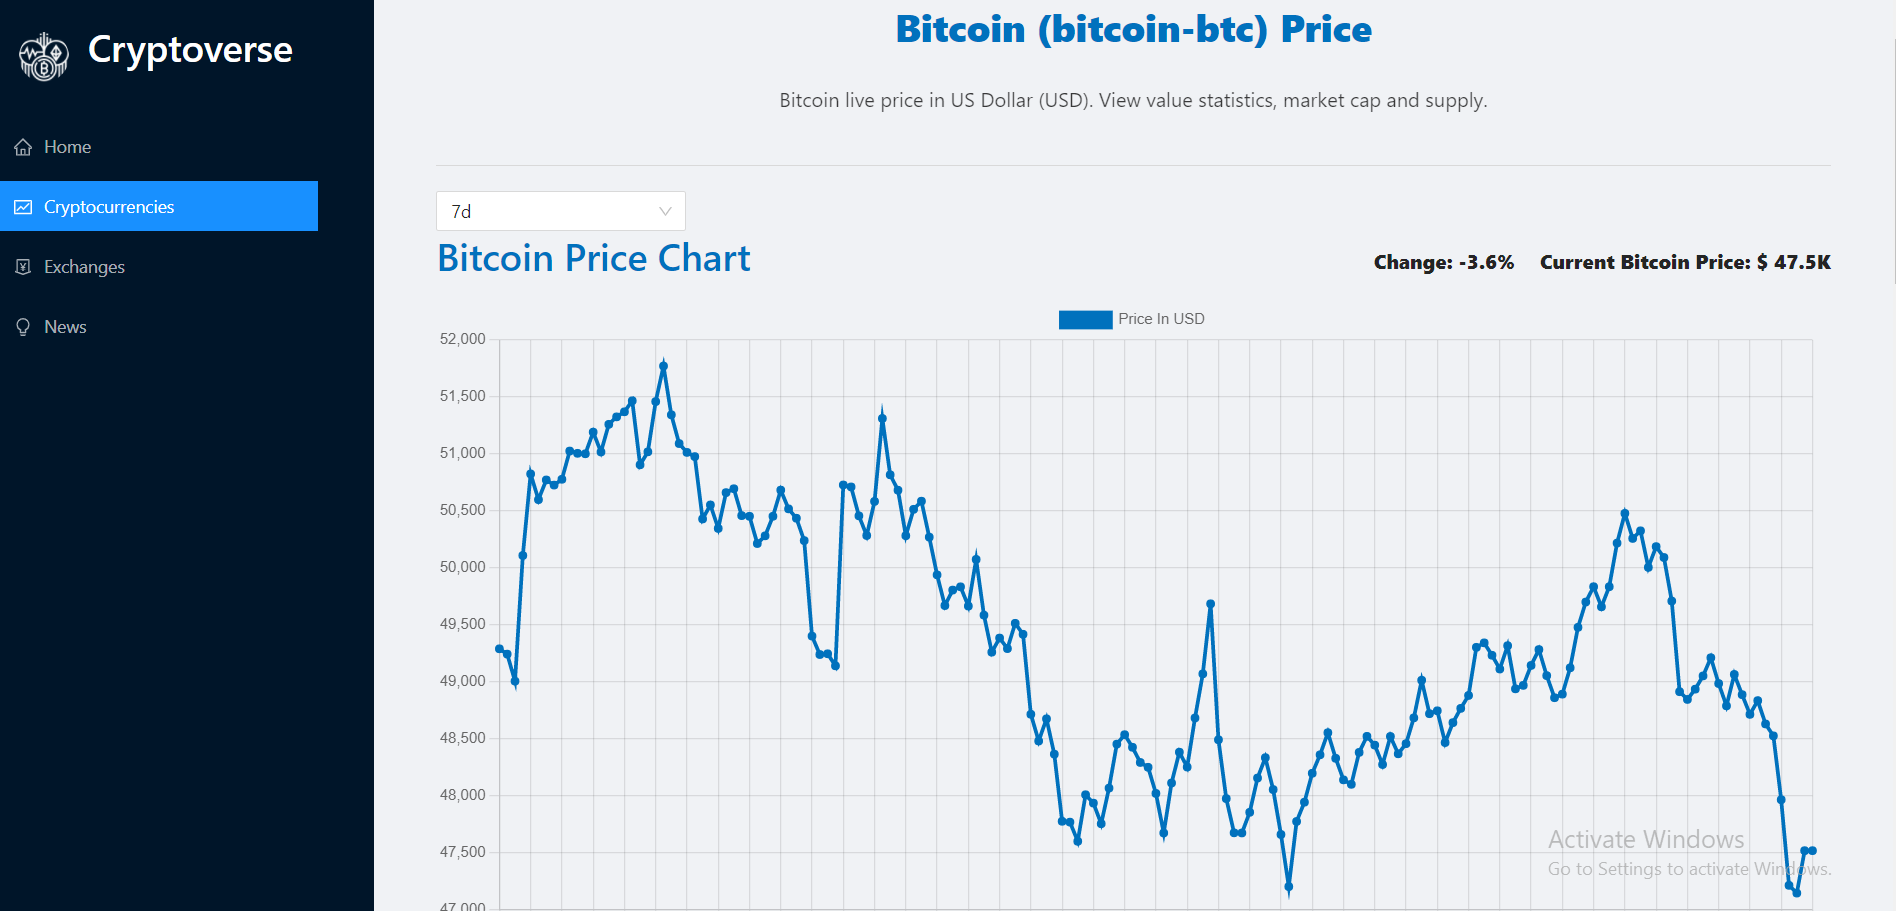 Cryptoverse
Home
Cryptocurrencies
Exchanges
News
Bitcoin (bitcoin-btc) Price
Bitcoin live price in US Dollar (USD). View value statistics, market cap and supply.
7d
Bitcoin Price Chart
Change: -3.6% Current Bitcoin Price: $ 47.5K
Price In USD
52,000
51,500
51,000
50,500
50,000
49,500
49,000
48,500
48,000
47,500
47,000
Activate Windows
Go to Settings to activate Windows.